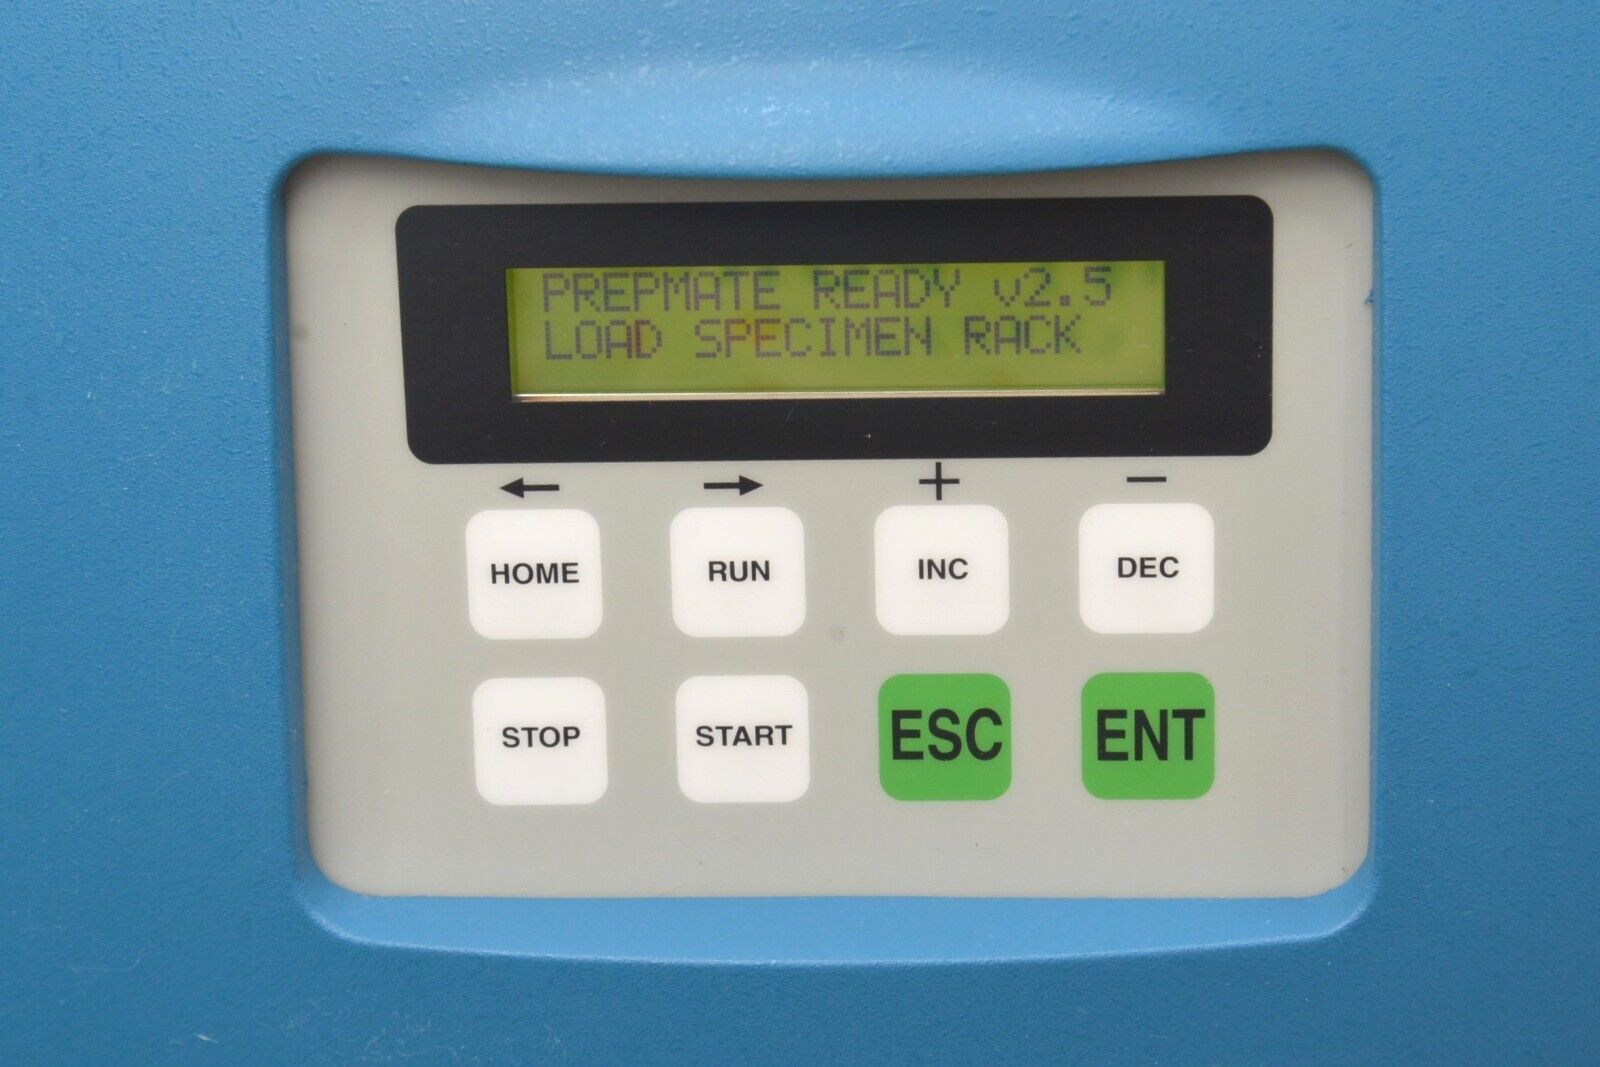 PREPMATE READY v2.5
LOAD SPECIMEN RACK
← → + −
HOME RUN INC DEC
STOP START ESC ENT